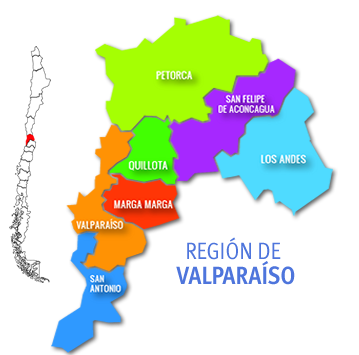 PETORCA
SAN FELIPE
DE ACONCAGUA
QUILLOTA
LOS ANDES
MARGA MARGA
VALPARAÍSO
SAN
ANTONIO
REGIÓN DE
VALPARAÍSO